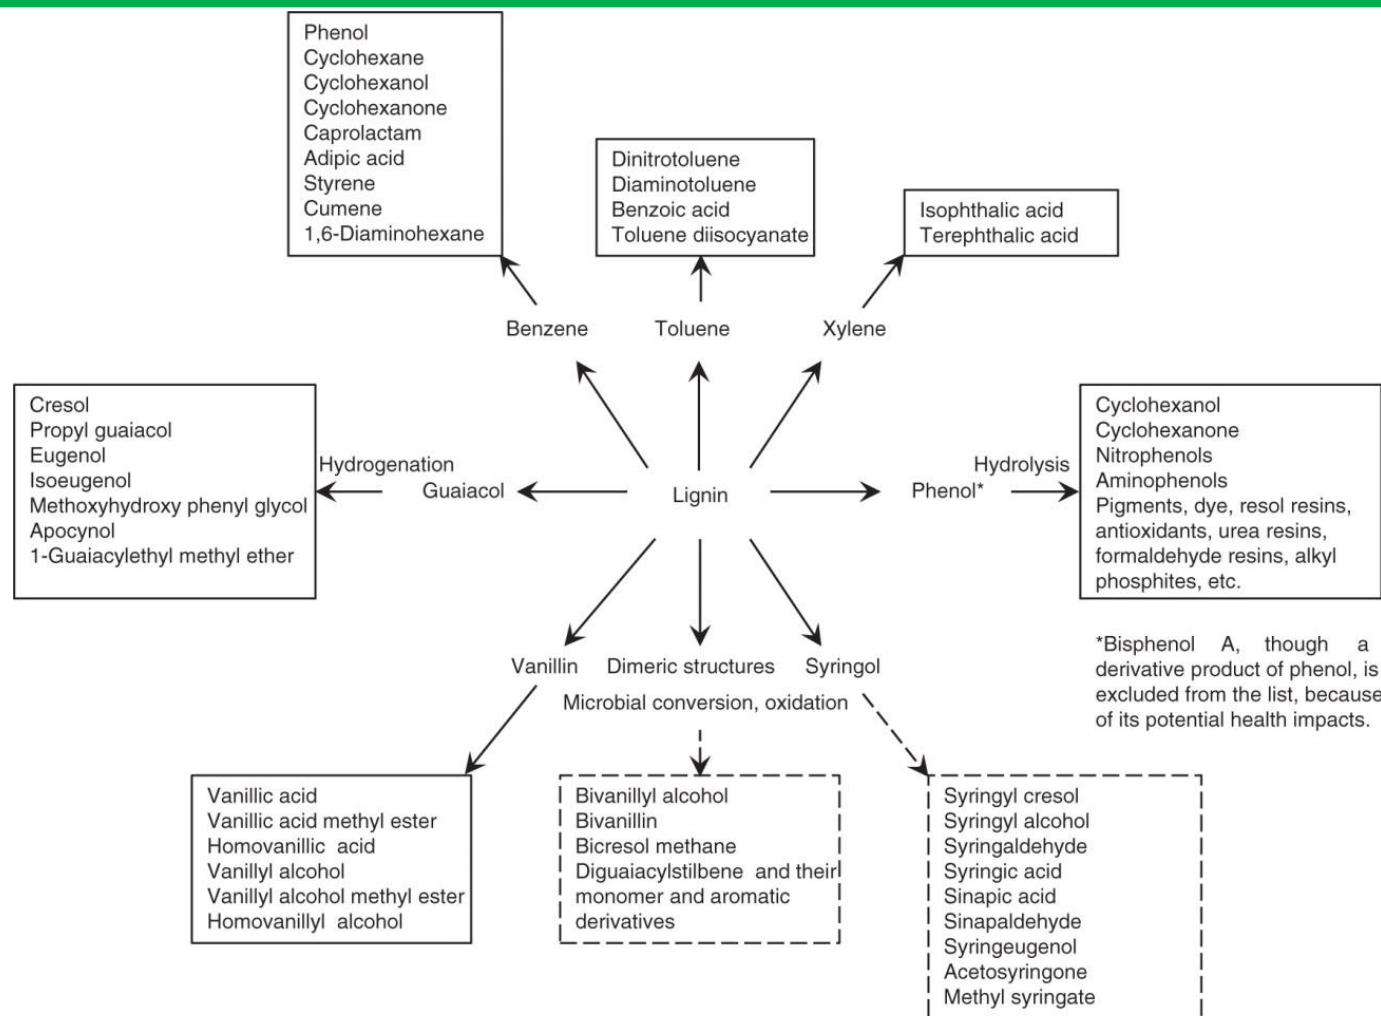 Phenol
Cyclohexane
Cyclohexanol
Cyclohexanone
Caprolactam
Adipic acid
Styrene
Cumene
1,6-Diaminohexane
Dinitrotoluene
Diaminotoluene
Benzoic acid
Toluene diisocyanate
Isophthalic acid
Terephthalic acid
Benzene
Toluene
Xylene
Cresol
Propyl guaiacol
Eugenol
Isoeugenol
Methoxyhydroxy phenyl glycol
Apocynol
1-Guaiacylethyl methyl ether
Hydrogenation
Guaiacol
Lignin
Phenol*
Hydrolysis
Cyclohexanol
Cyclohexanone
Nitrophenols
Aminophenols
Pigments, dye, resol resins,
antioxidants, urea resins,
formaldehyde resins, alkyl
phosphites, etc.
*Bisphenol A, though a
derivative product of phenol, is
excluded from the list, because
of its potential health impacts.
Vanillin
Dimeric structures
Syringol
Microbial conversion, oxidation
Vanillic acid
Vanillic acid methyl ester
Homovanillic acid
Vanillyl alcohol
Vanillyl alcohol methyl ester
Homovanillyl alcohol
Bivanillyl alcohol
Bivanillin
Bicresol methane
Diguaiacylstilbene and their
monomer and aromatic
derivatives
Syringyl cresol
Syringyl alcohol
Syringaldehyde
Syringic acid
Sinapic acid
Sinapaldehyde
Syringeugenol
Acetosyringone
Methyl syringate